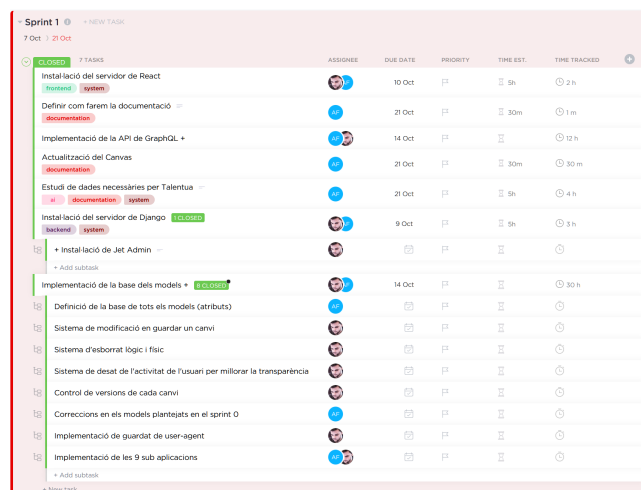 Sprint 1 + NEW TASK
7 Oct 21 Oct
CLOSED 7 TASKS ASSIGNEE DUE DATE PRIORITY TIME EST. TIME TRACKED
Instal·lació del servidor de React AF 10 Oct 5h 2 h
frontend system
Definir com farem la documentació AF 21 Oct 30m 1 m
documentation
Implementació de la API de GraphQL + AF 14 Oct 12 h
Actualització del Canvas AF 21 Oct 30m 30 m
documentation
Estudi de dades necessàries per Talentua AF 21 Oct 5h 4 h
ai documentation system
Instal·lació del servidor de Django 1 CLOSED AF 9 Oct 5h 3 h
backend system
+ Instal·lació de Jet Admin
+ Add subtask
Implementació de la base dels models + 8 CLOSED AF 14 Oct 30 h
Definició de la base de tots els models (atributs) AF
Sistema de modificació en guardar un canvi
Sistema d'esborrat lògic i físic
Sistema de desat de l'activitat de l'usuari per millorar la transparència
Control de versions de cada canvi
Correccions en els models plantejats en el sprint 0 AF
Implementació de guardat de user-agent
Implementació de les 9 sub aplicacions AF
+ Add subtask
+ New task